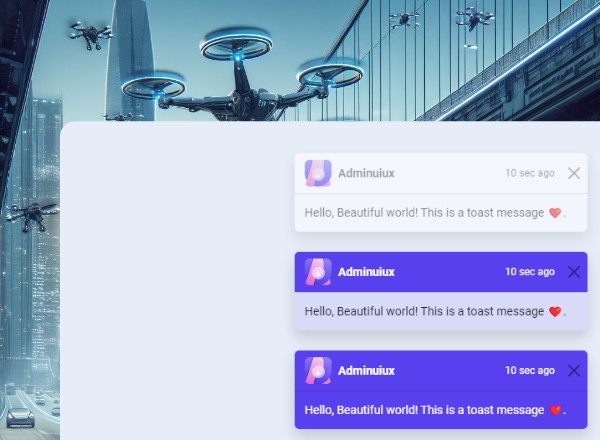 Adminuiux 10 sec ago
Hello, Beautiful world! This is a toast message ❤️.
Adminuiux 10 sec ago
Hello, Beautiful world! This is a toast message ❤️.
Adminuiux 10 sec ago
Hello, Beautiful world! This is a toast message ❤️.